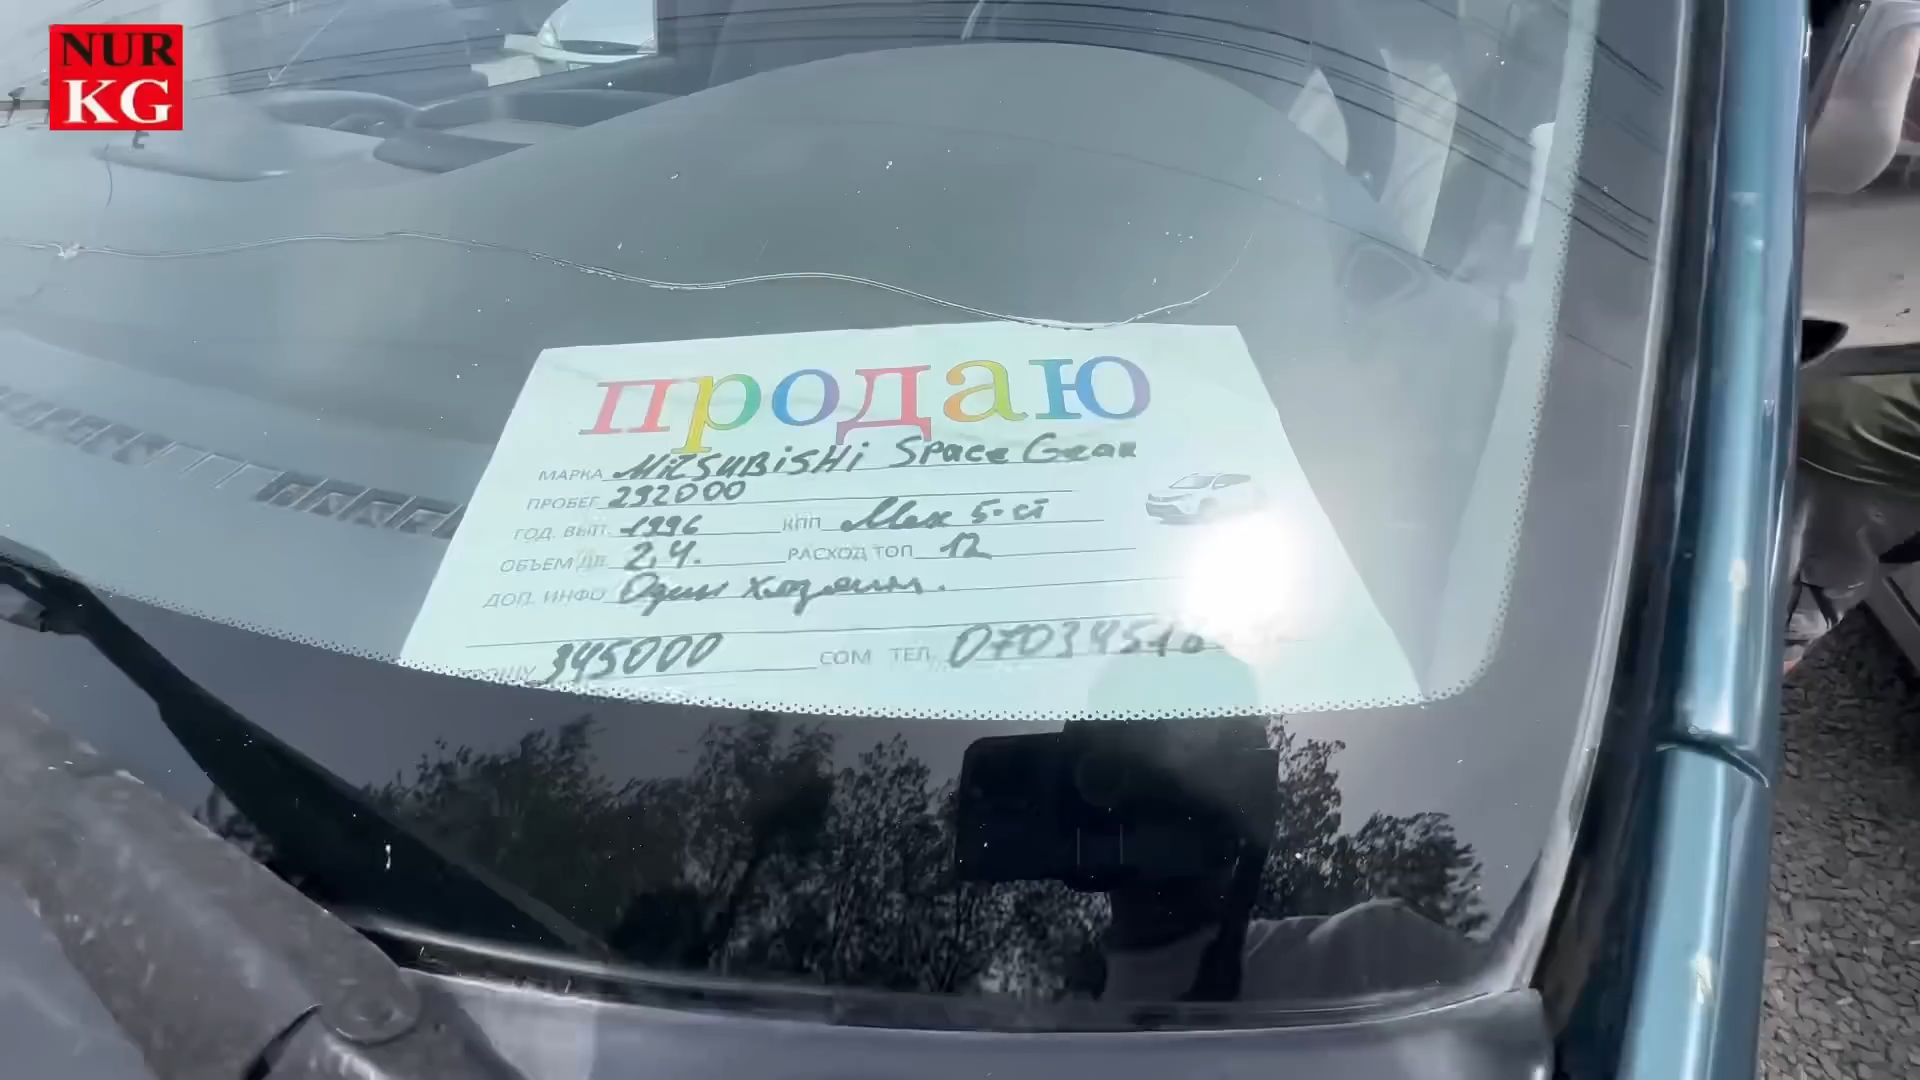 NUR
KG
продаю
МАРКА MiTSUBiSHi Space Gear
ПРОБЕГ 292000
ГОД. ВЫП. 1996 КПП Мех 5-ст
ОБЪЕМ ДВ. 2,4. РАСХОД ТОП 12
ДОП. ИНФО Один хозяин.
345000 СОМ ТЕЛ.